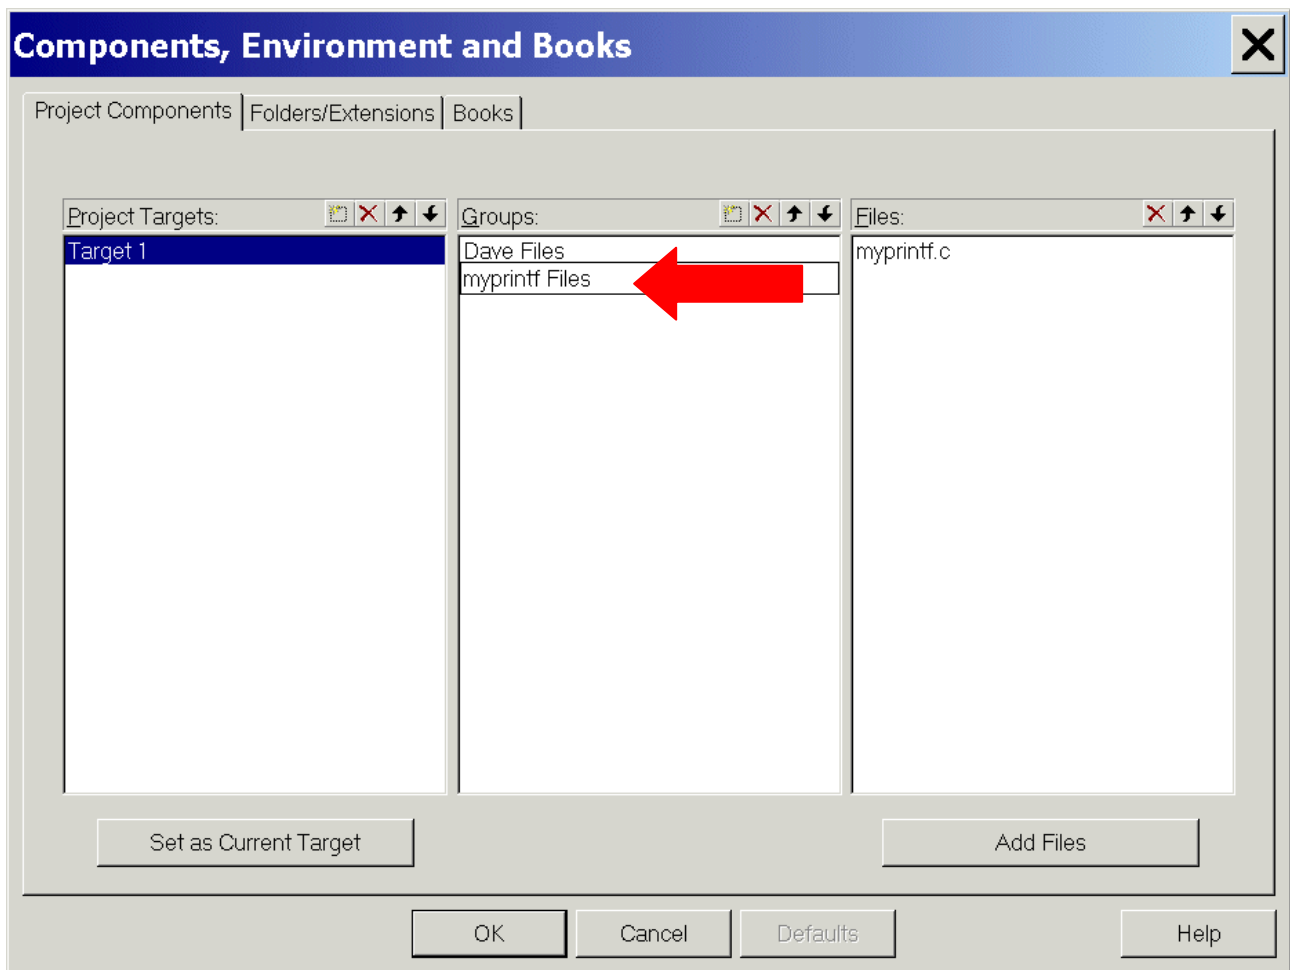 Components, Environment and Books
Project Components Folders/Extensions Books
Project Targets: Groups: Files:
Target 1 Dave Files myprintf.c
myprintf Files
Set as Current Target Add Files
OK Cancel Defaults Help